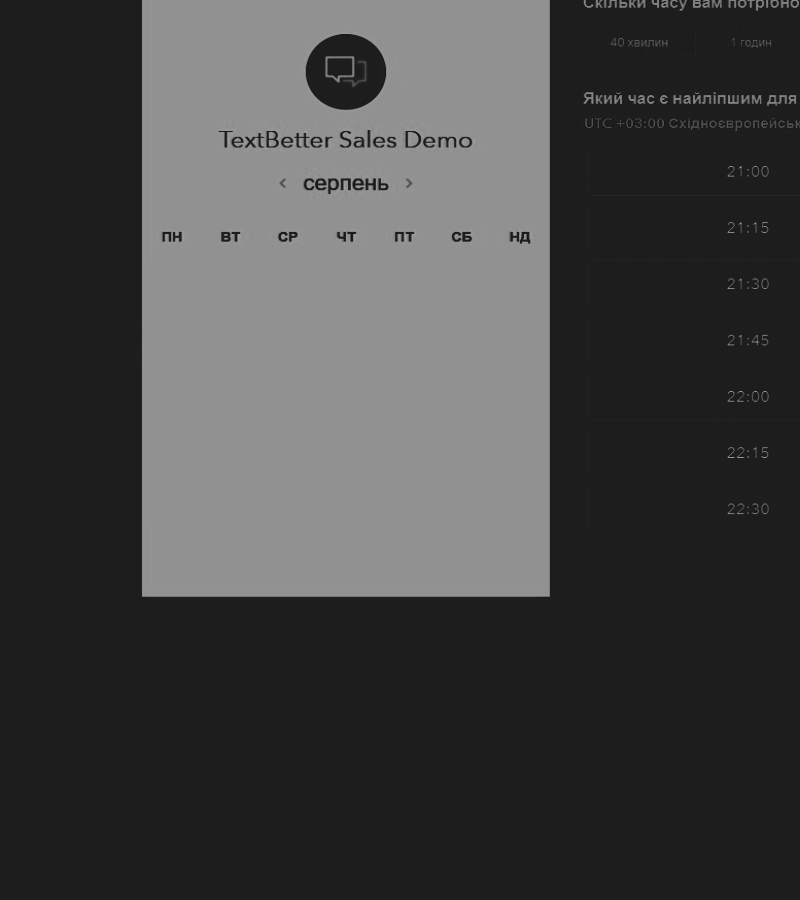 TextBetter Sales Demo
серпень
ПН ВТ СР ЧТ ПТ СБ НД
Скільки часу вам потрібно
40 хвилин 1 годин
Який час є найліпшим для
UTC +03:00
21:00
21:15
21:30
21:45
22:00
22:15
22:30